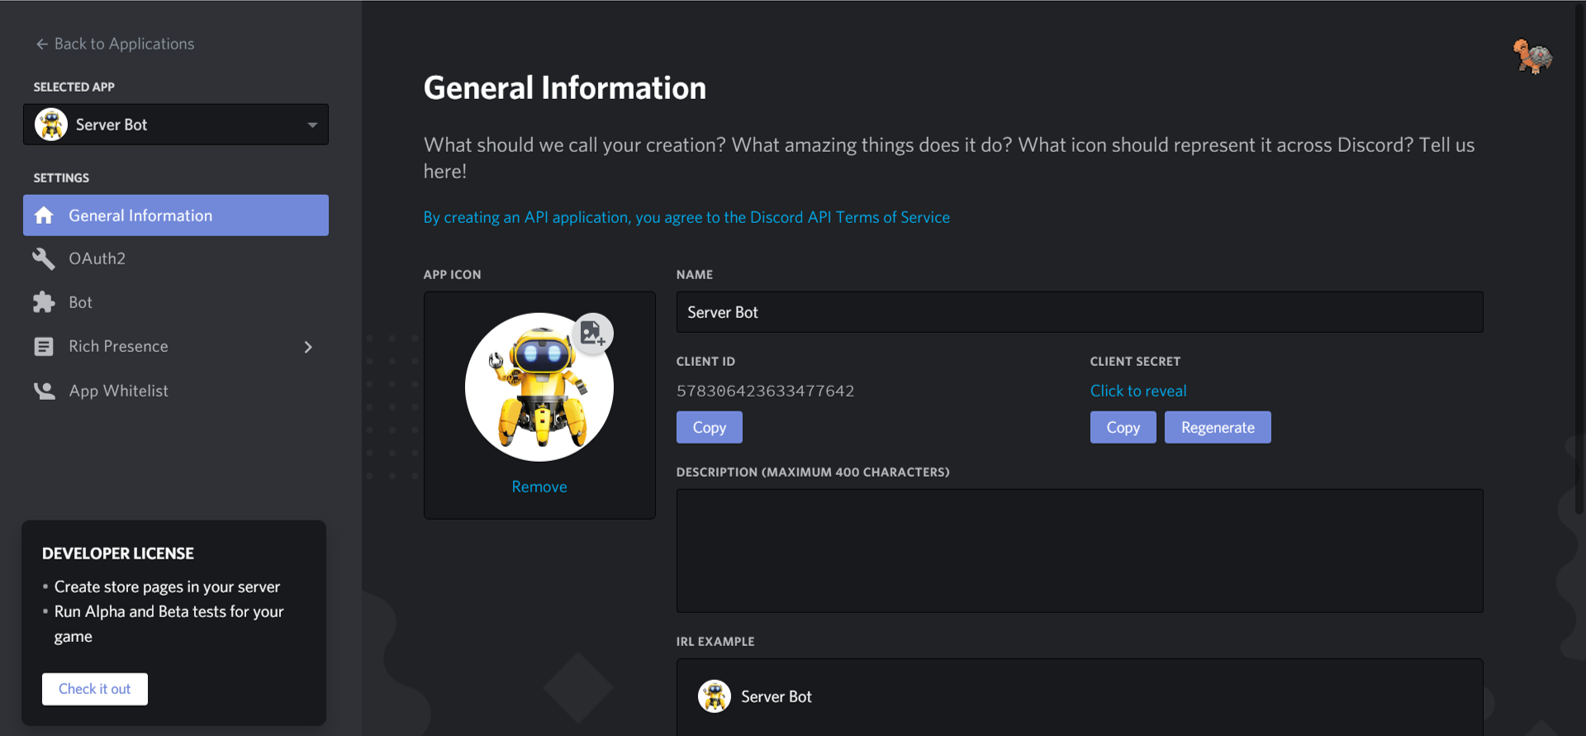 Back to Applications
SELECTED APP
Server Bot
SETTINGS
General Information
OAuth2
Bot
Rich Presence
App Whitelist
DEVELOPER LICENSE
• Create store pages in your server
• Run Alpha and Beta tests for your
game
Check it out
General Information
What should we call your creation? What amazing things does it do? What icon should represent it across Discord? Tell us
here!
By creating an API application, you agree to the Discord API Terms of Service
APP ICON
Remove
NAME
Server Bot
CLIENT ID
578306423633477642
Copy
CLIENT SECRET
Click to reveal
Copy
Regenerate
DESCRIPTION (MAXIMUM 400 CHARACTERS)
IRL EXAMPLE
Server Bot